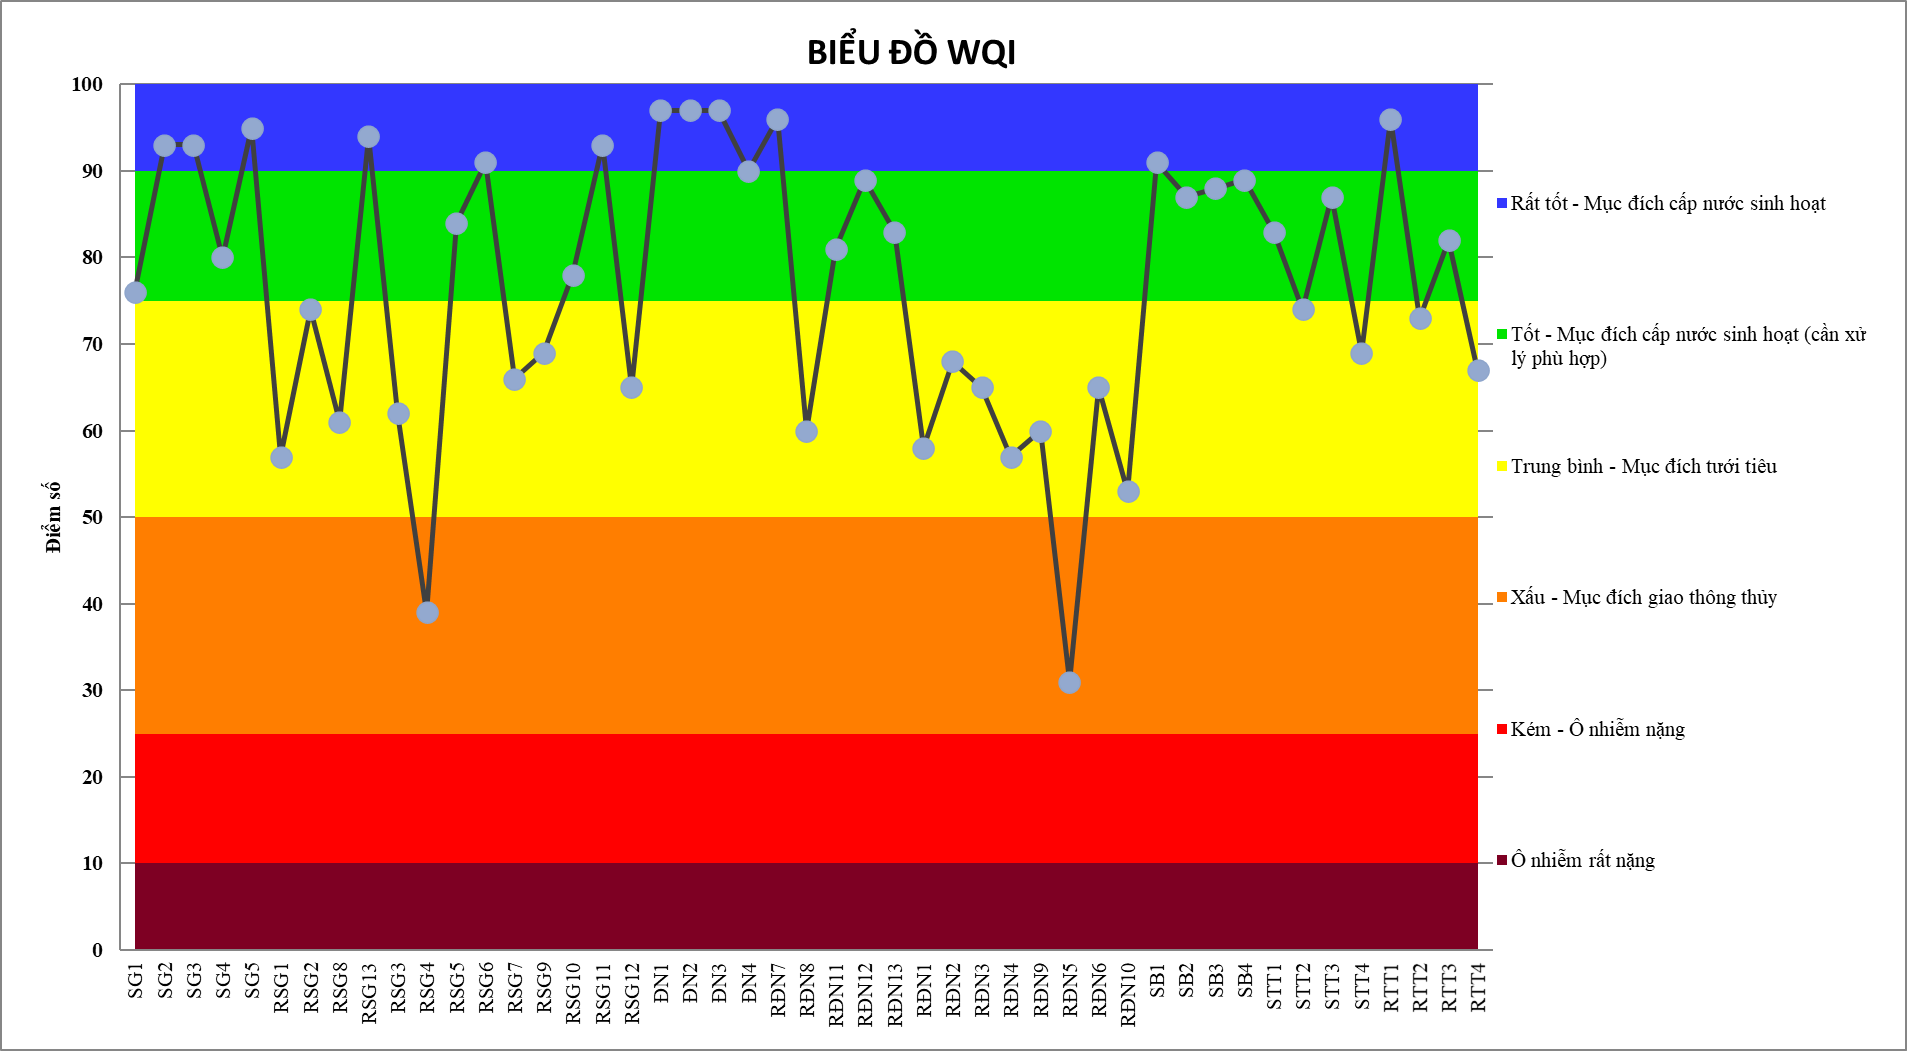 BIỂU ĐỒ WQI
100
90
80
70
60
50
40
30
20
10
0
Điểm số
SG1
SG2
SG3
SG4
SG5
RSG1
RSG2
RSG8
RSG13
RSG3
RSG4
RSG5
RSG6
RSG7
RSG9
RSG10
RSG11
RSG12
ĐN1
ĐN2
ĐN3
ĐN4
RĐN7
RĐN8
RĐN11
RĐN12
RĐN13
RĐN1
RĐN2
RĐN3
RĐN4
RĐN9
RĐN5
RĐN6
RĐN10
SB1
SB2
SB3
SB4
STT1
STT2
STT3
STT4
RTT1
RTT2
RTT3
RTT4
Rất tốt - Mục đích cấp nước sinh hoạt
Tốt - Mục đích cấp nước sinh hoạt (cần xử
lý phù hợp)
Trung bình - Mục đích tưới tiêu
Xấu - Mục đích giao thông thủy
Kém - Ô nhiễm nặng
Ô nhiễm rất nặng